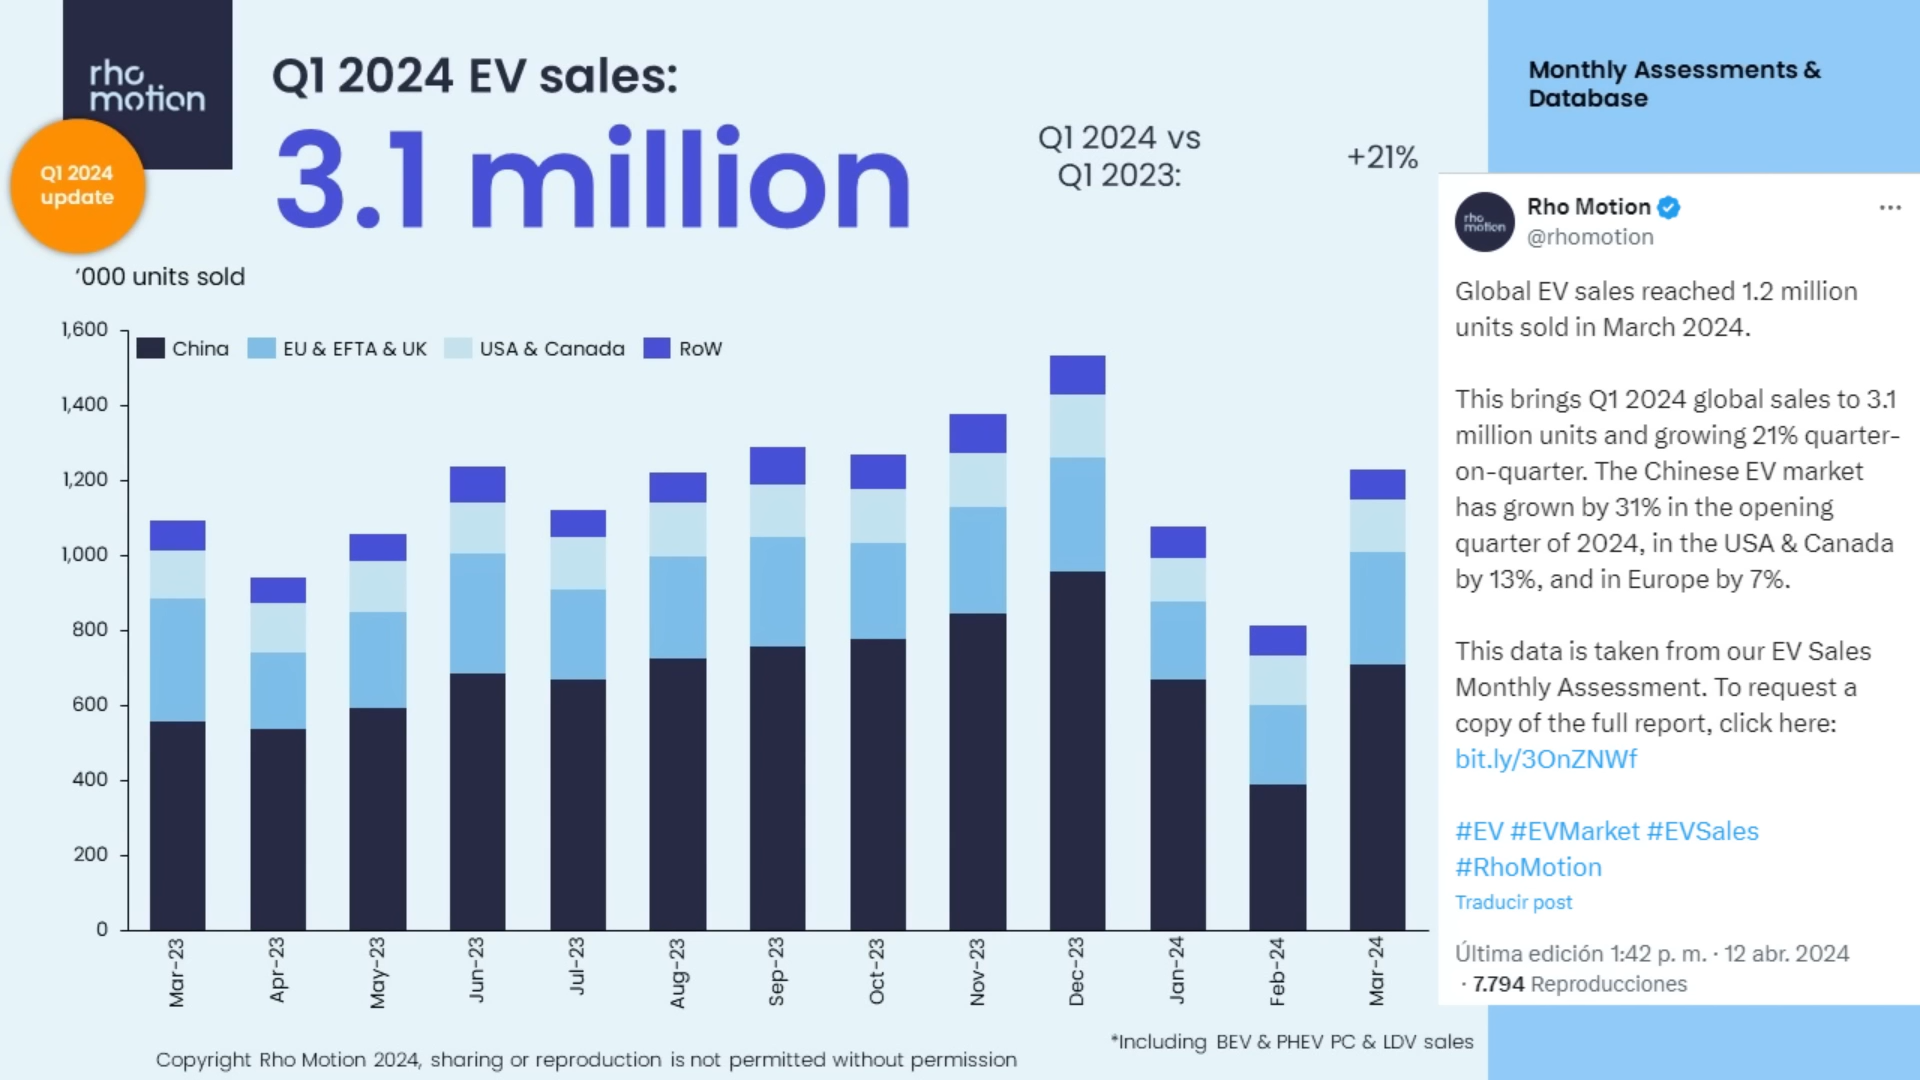 rho
motion
Q1 2024
update
Q1 2024 EV sales:
3.1 million
Q1 2024 vs
Q1 2023:
+21%
Monthly Assessments &
Database
‘000 units sold
1,600
1,400
1,200
1,000
800
600
400
200
0
China
EU & EFTA & UK
USA & Canada
RoW
Mar-23
Apr-23
May-23
Jun-23
Jul-23
Aug-23
Sep-23
Oct-23
Nov-23
Dec-23
Jan-24
Feb-24
Mar-24
*Including BEV & PHEV PC & LDV sales
Copyright Rho Motion 2024, sharing or reproduction is not permitted without permission
rho
motion
Rho Motion
@rhomotion
Global EV sales reached 1.2 million
units sold in March 2024.
This brings Q1 2024 global sales to 3.1
million units and growing 21% quarter-
on-quarter. The Chinese EV market
has grown by 31% in the opening
quarter of 2024, in the USA & Canada
by 13%, and in Europe by 7%.
This data is taken from our EV Sales
Monthly Assessment. To request a
copy of the full report, click here:
bit.ly/3OnZNWf
#EV #EVMarket #EVSales
#RhoMotion
Traducir post
Última edición 1:42 p. m. · 12 abr. 2024
· 7.794 Reproducciones